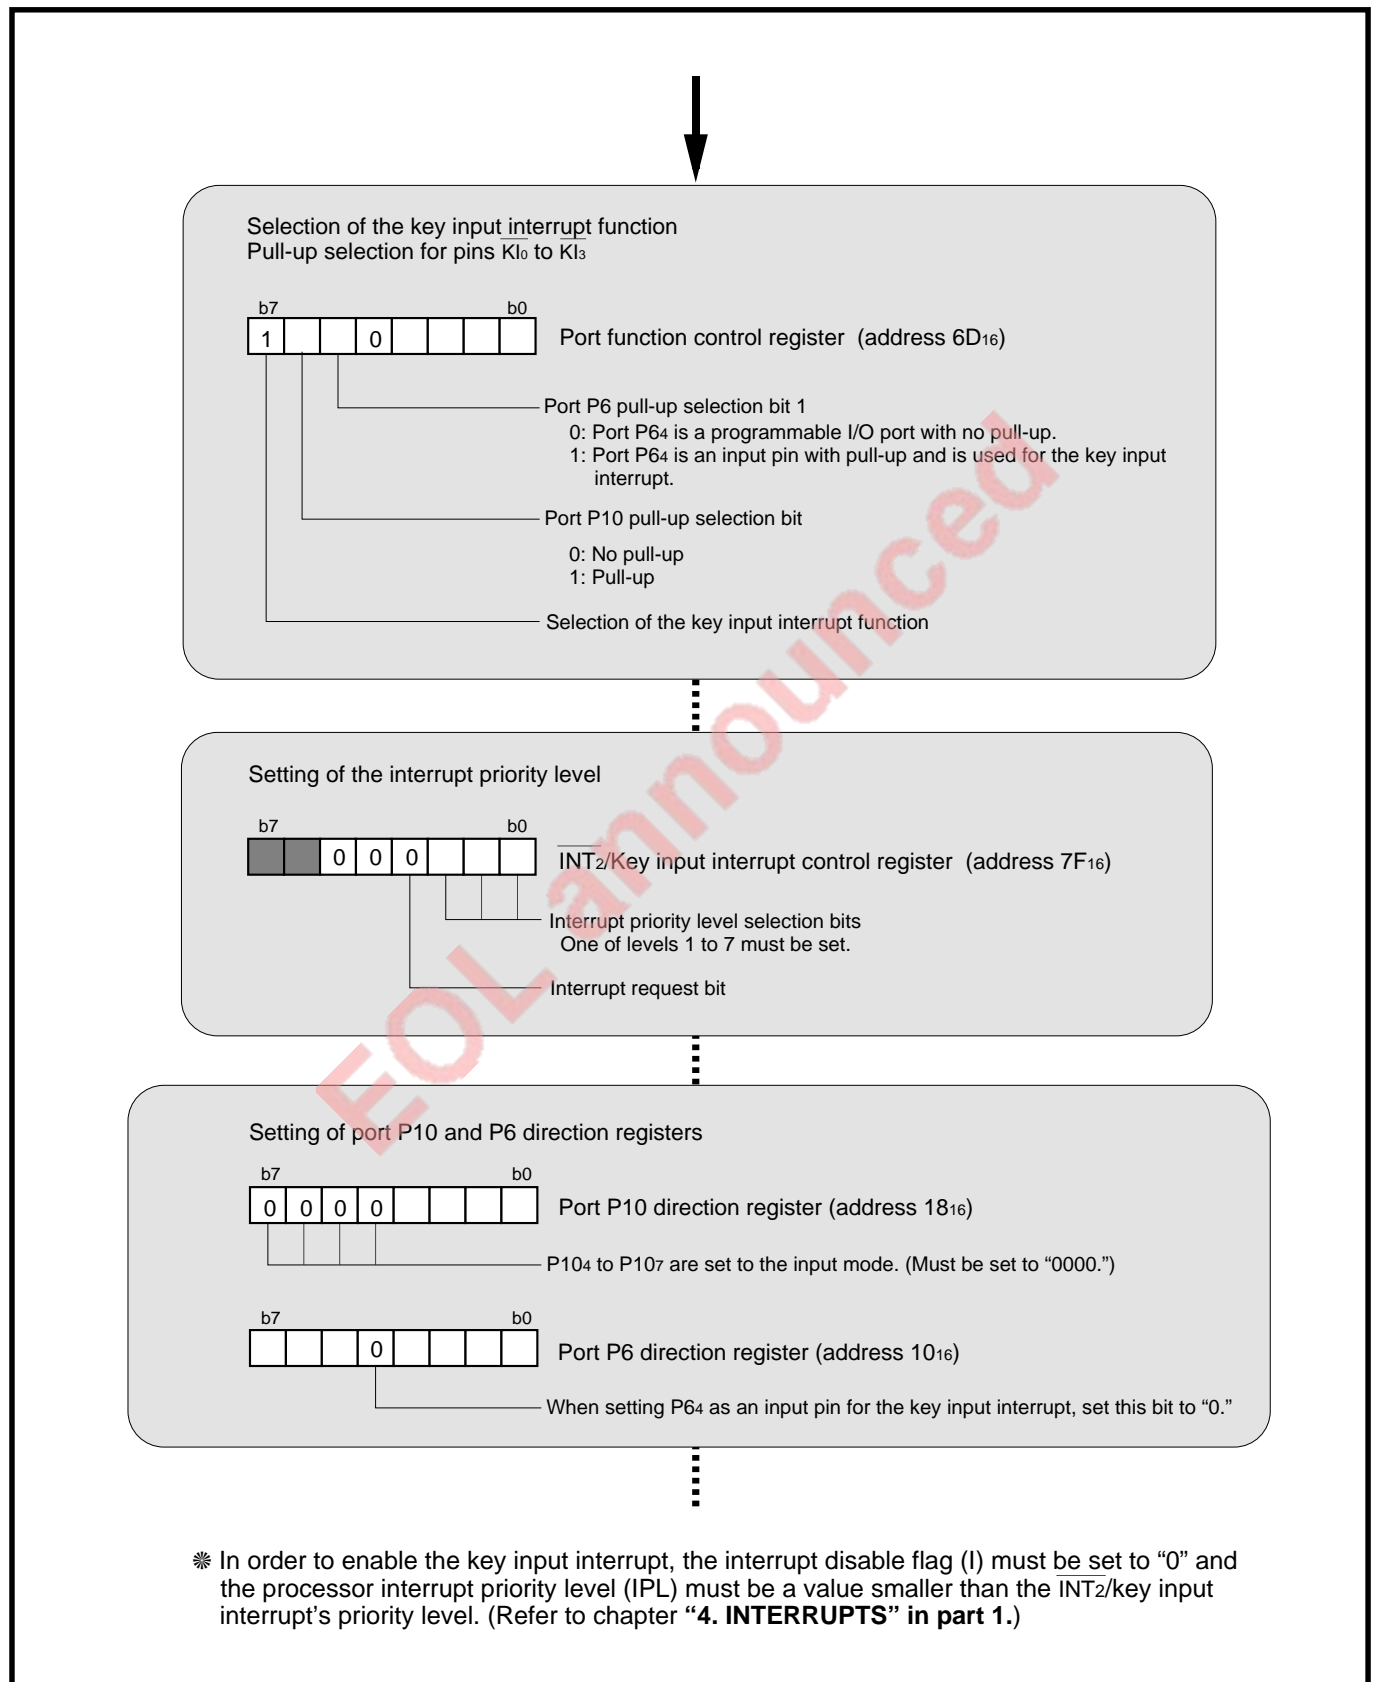 Selection of the key input interrupt function
Pull-up selection for pins KI0 to KI3
b7 b0
1 0 Port function control register (address 6D16)
Port P6 pull-up selection bit 1
0: Port P64 is a programmable I/O port with no pull-up.
1: Port P64 is an input pin with pull-up and is used for the key input
interrupt.
Port P10 pull-up selection bit
0: No pull-up
1: Pull-up
Selection of the key input interrupt function
Setting of the interrupt priority level
b7 b0
0 0 0 INT2/Key input interrupt control register (address 7F16)
Interrupt priority level selection bits
One of levels 1 to 7 must be set.
Interrupt request bit
Setting of port P10 and P6 direction registers
b7 b0
0 0 0 0 Port P10 direction register (address 1816)
P104 to P107 are set to the input mode. (Must be set to “0000.”)
b7 b0
0 Port P6 direction register (address 1016)
When setting P64 as an input pin for the key input interrupt, set this bit to “0.”
❋ In order to enable the key input interrupt, the interrupt disable flag (I) must be set to “0” and
the processor interrupt priority level (IPL) must be a value smaller than the INT2/key input
interrupt's priority level. (Refer to chapter “4. INTERRUPTS” in part 1.)
EOL announced